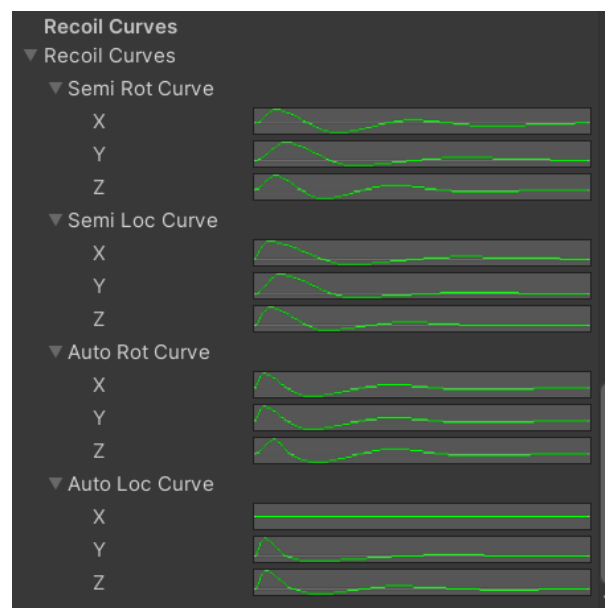 Recoil Curves
Recoil Curves
Semi Rot Curve
X
Y
Z
Semi Loc Curve
X
Y
Z
Auto Rot Curve
X
Y
Z
Auto Loc Curve
X
Y
Z